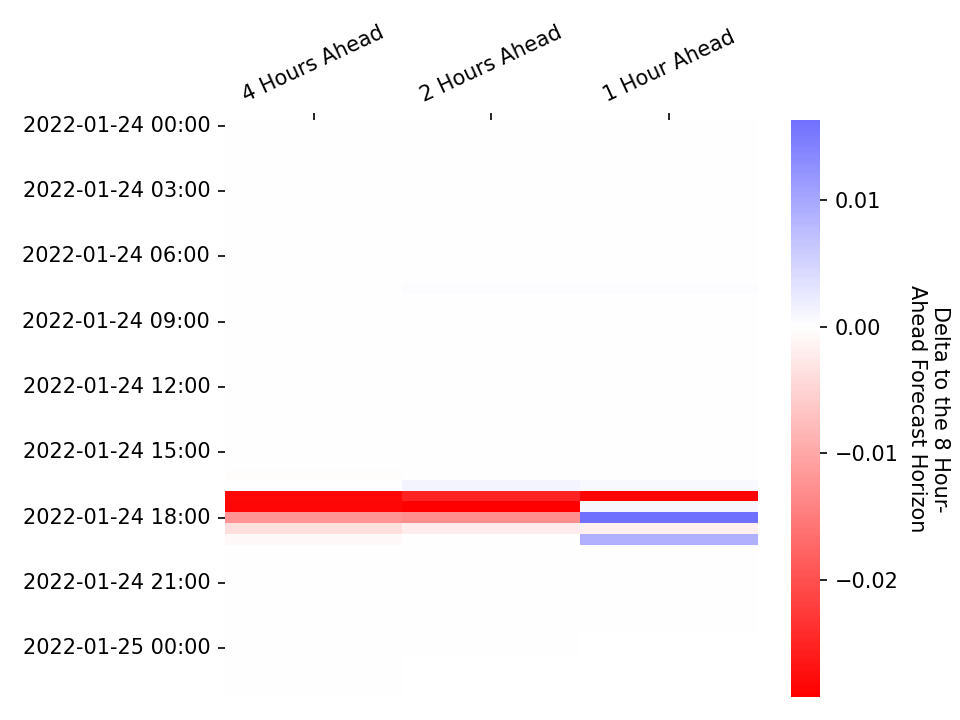 4 Hours Ahead
2 Hours Ahead
1 Hour Ahead
2022-01-24 00:00
2022-01-24 03:00
2022-01-24 06:00
2022-01-24 09:00
2022-01-24 12:00
2022-01-24 15:00
2022-01-24 18:00
2022-01-24 21:00
2022-01-25 00:00
0.01
0.00
−0.01
−0.02
Delta to the 8 Hour-
Ahead Forecast Horizon